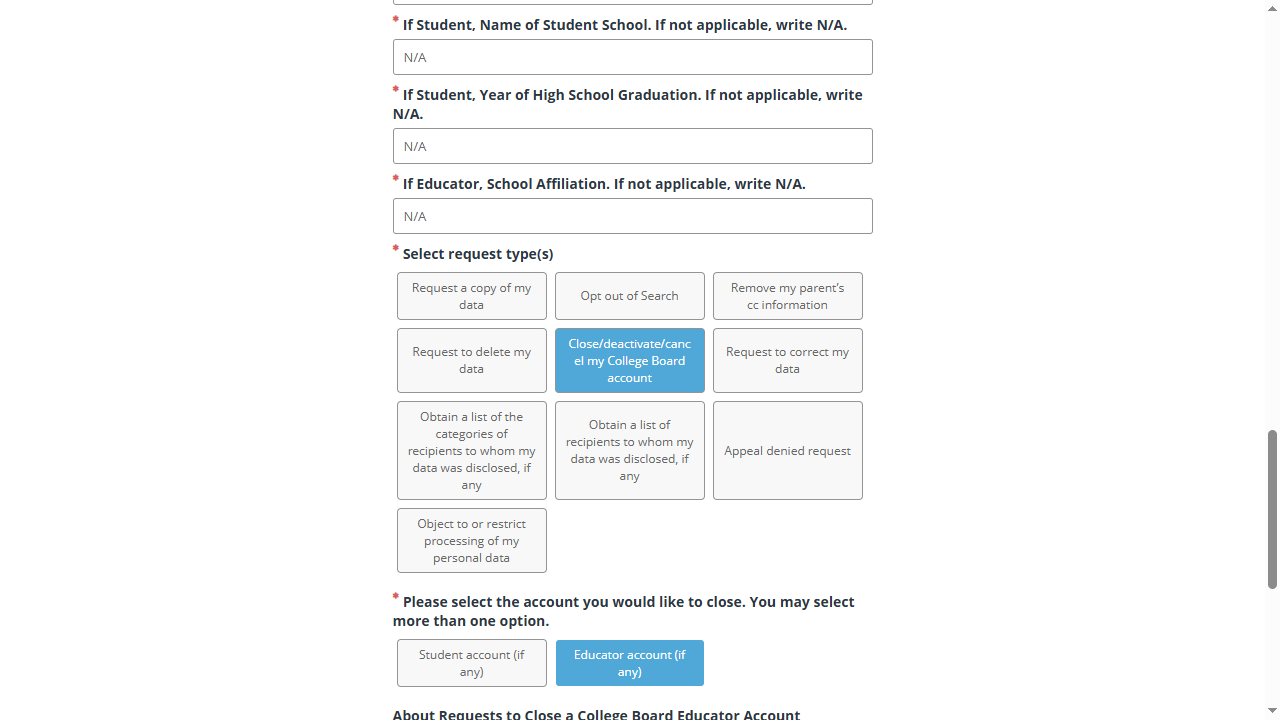 * If Student, Name of Student School. If not applicable, write N/A.
N/A
* If Student, Year of High School Graduation. If not applicable, write
N/A.
N/A
* If Educator, School Affiliation. If not applicable, write N/A.
N/A
* Select request type(s)
Request a copy of my
data
Opt out of Search
Remove my parent's
cc information
Request to delete my
data
Close/deactivate/canc
el my College Board
account
Request to correct my
data
Obtain a list of the
categories of
recipients to whom my
data was disclosed, if
any
Obtain a list of
recipients to whom my
data was disclosed, if
any
Appeal denied request
Object to or restrict
processing of my
personal data
* Please select the account you would like to close. You may select
more than one option.
Student account (if
any)
Educator account (if
any)
About Requests to Close a College Board Educator Account